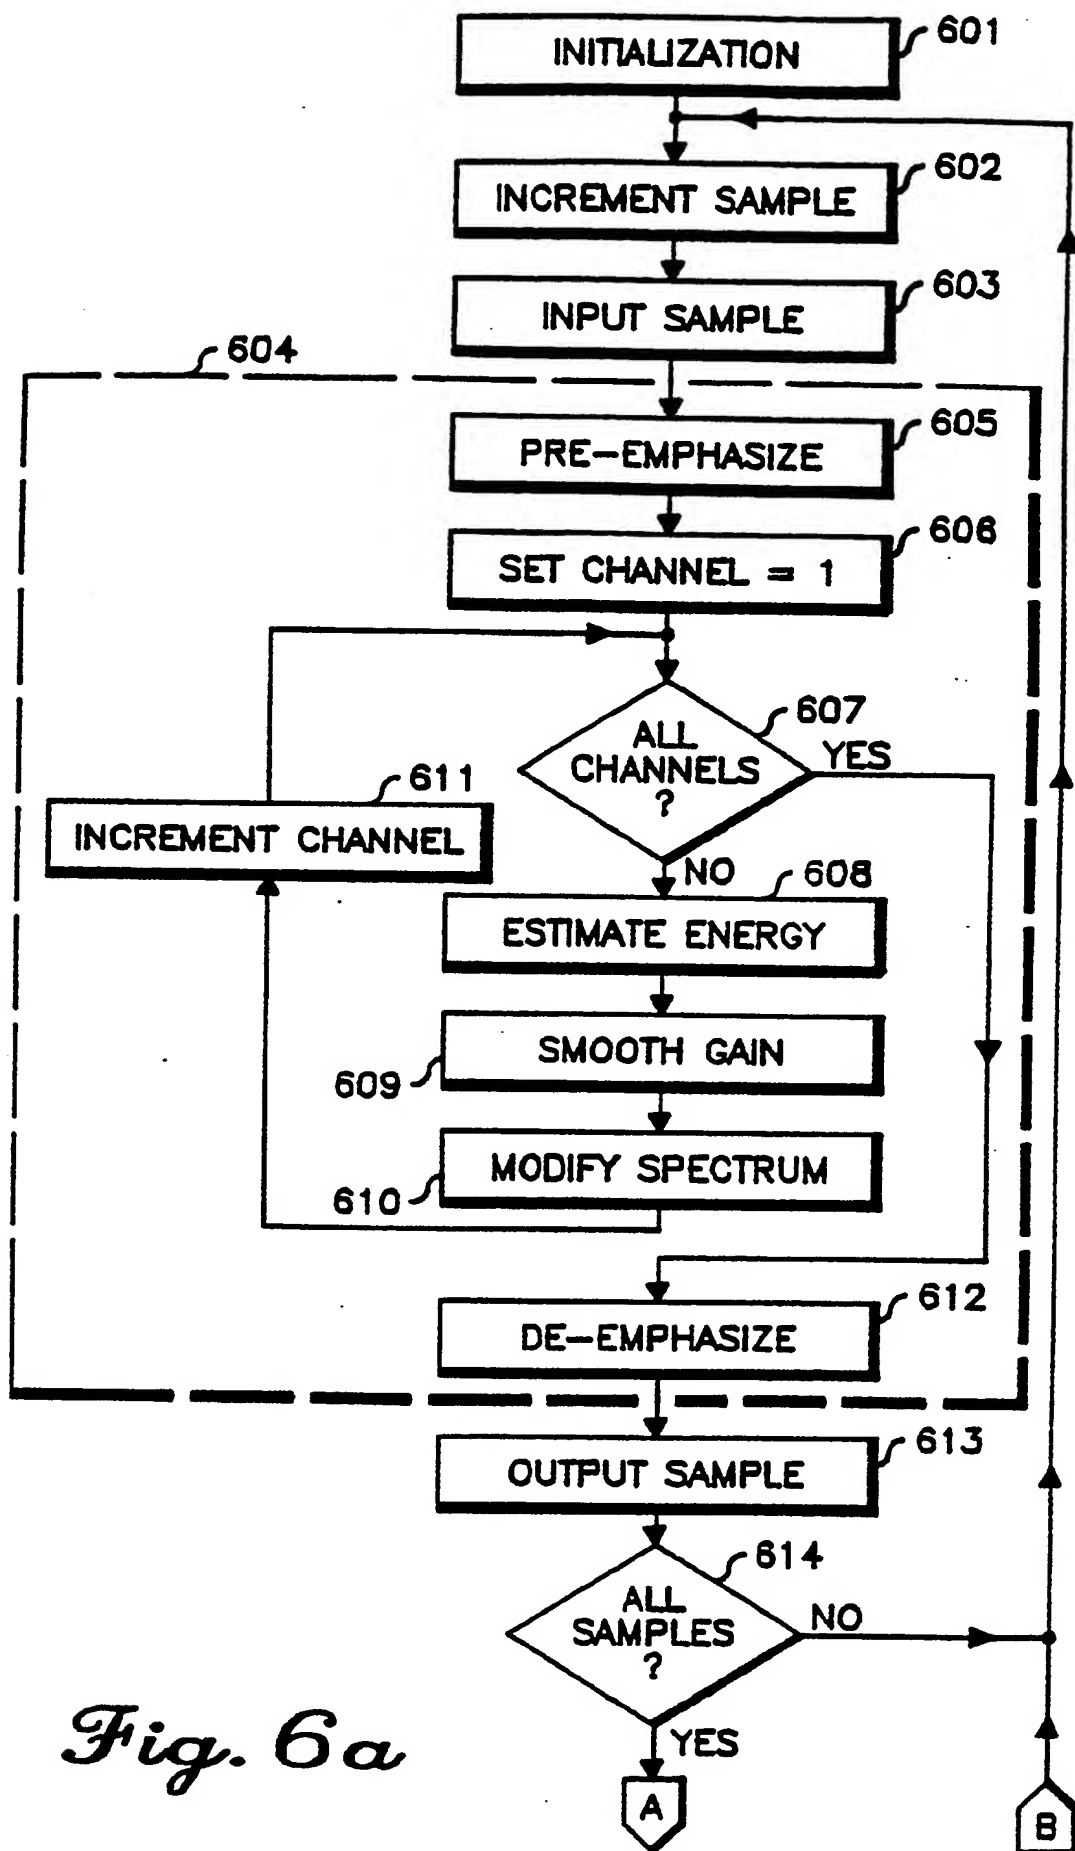 INITIALIZATION
601
INCREMENT SAMPLE
602
INPUT SAMPLE
603
604
PRE-EMPHASIZE
605
SET CHANNEL = 1
606
ALL
CHANNELS
?
607
YES
NO
611
INCREMENT CHANNEL
608
ESTIMATE ENERGY
SMOOTH GAIN
609
MODIFY SPECTRUM
610
DE-EMPHASIZE
612
OUTPUT SAMPLE
613
ALL
SAMPLES
?
614
NO
YES
A
B
Fig. 6a